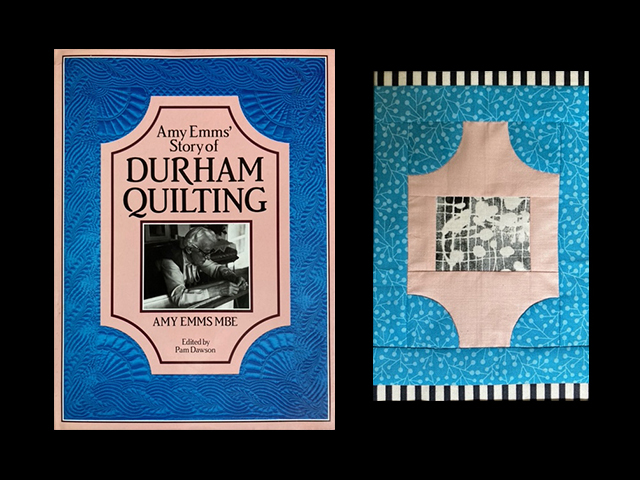 Amy Emms'
Story of
DURHAM
QUILTING
AMY EMMS MBE
Edited by
Pam Dawson